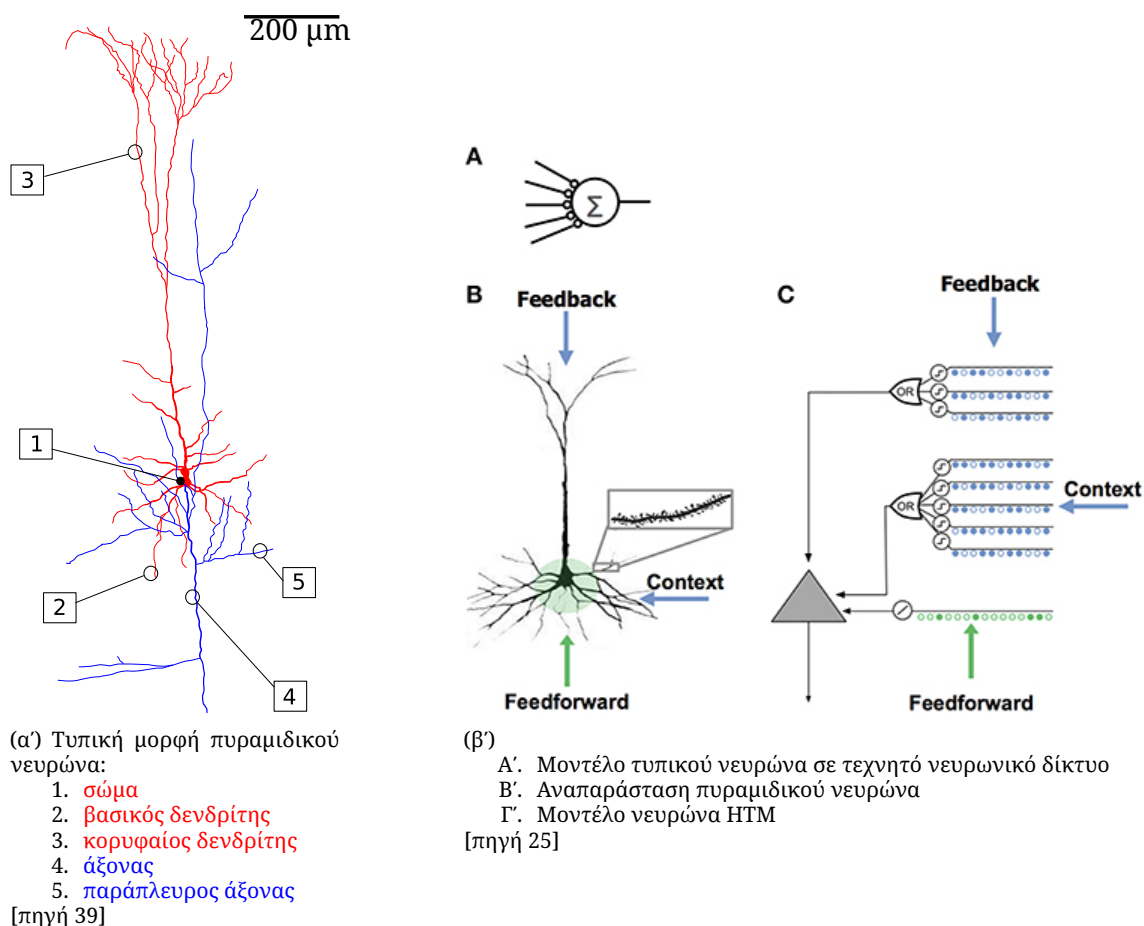 200 μm
3
1
2
5
4
(α′) Τυπική μορφή πυραμιδικού
νευρώνα:
1. σώμα
2. βασικός δενδρίτης
3. κορυφαίος δενδρίτης
4. άξονας
5. παράπλευρος άξονας
[πηγή 39]
A
Σ
B
Feedback
Context
Feedforward
C
Feedback
OR
OR
Context
Feedforward
(β′)
Α′. Μοντέλο τυπικού νευρώνα σε τεχνητό νευρωνικό δίκτυο
Β′. Αναπαράσταση πυραμιδικού νευρώνα
Γ′. Μοντέλο νευρώνα HTM
[πηγή 25]